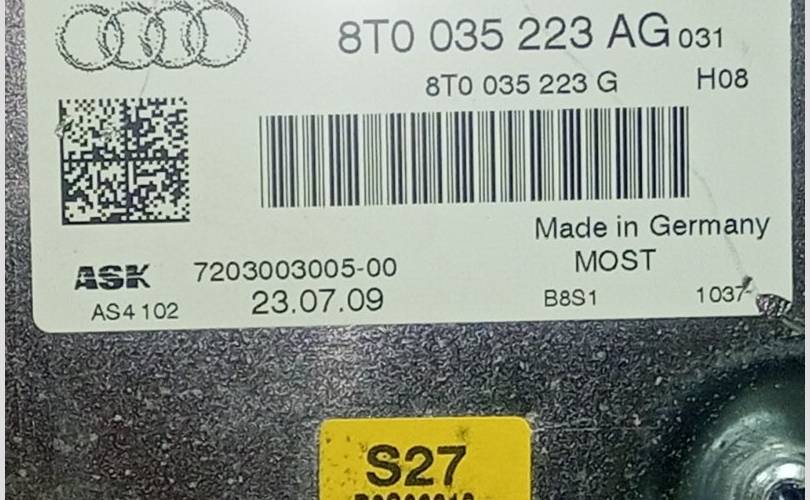 8T0 035 223 AG 031
8T0 035 223 G H08
Made in Germany
MOST
ASK 7203003005-00
AS4 102 23.07.09 B8S1 1037
S27